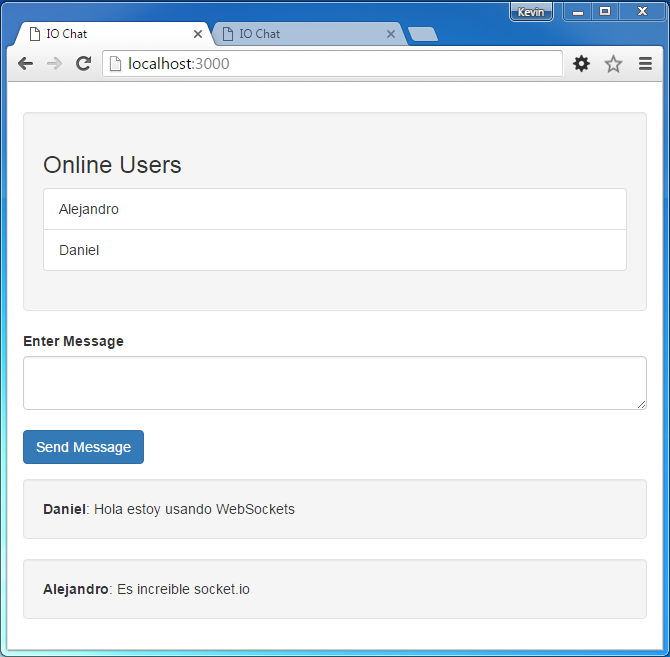 Kevin
IO Chat
IO Chat
localhost:3000
Online Users
Alejandro
Daniel
Enter Message
Send Message
Daniel: Hola estoy usando WebSockets
Alejandro: Es increible socket.io